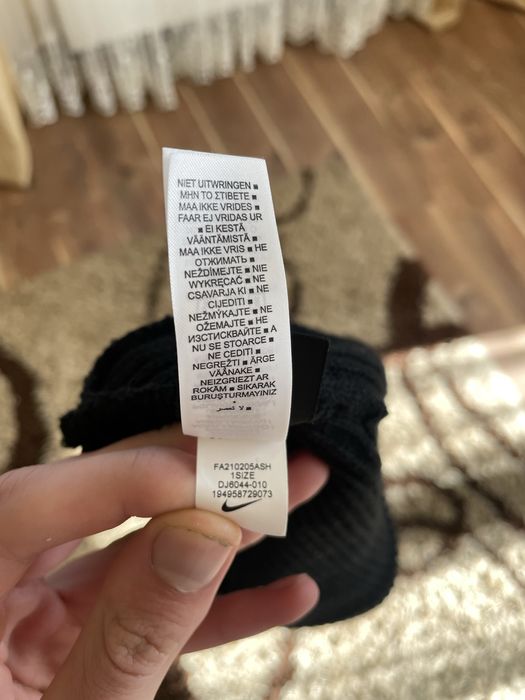 NIET UITWRINGEN ■
ΜΗΝ ΤΟ ΣΤΙΒΕΤΕ ■
MAA IKKE VRIDES ■
FAAR EJ VRIDAS UR
■ EI KESTÄ
VÄÄNTÄMISTÄ ■
MAA IKKE VRIS ■ НЕ
ОТЖИМАТЬ ■
NEŽDÍMEJTE ■ NIE
WYKRĘCAĆ ■ NE
CSAVARJA KI ■ NE
CIJEDITI ■
NEŽMÝKAJTE ■ NE
OŽEMAJTE ■ НЕ
ИЗСТИСКВАЙТЕ ■ A
NU SE STOARCE ■
NE CEDITI ■
NEGRĘŽTI ■ ÄRGE
VÄÄNAKE ■
NEIZGRIEZT AR
ROKĀM ■ SIKARAK
BURUŞTURMAYINIZ
■
لا تعصر ■
FA210205ASH
1SIZE
DJ6044-010
194958729073